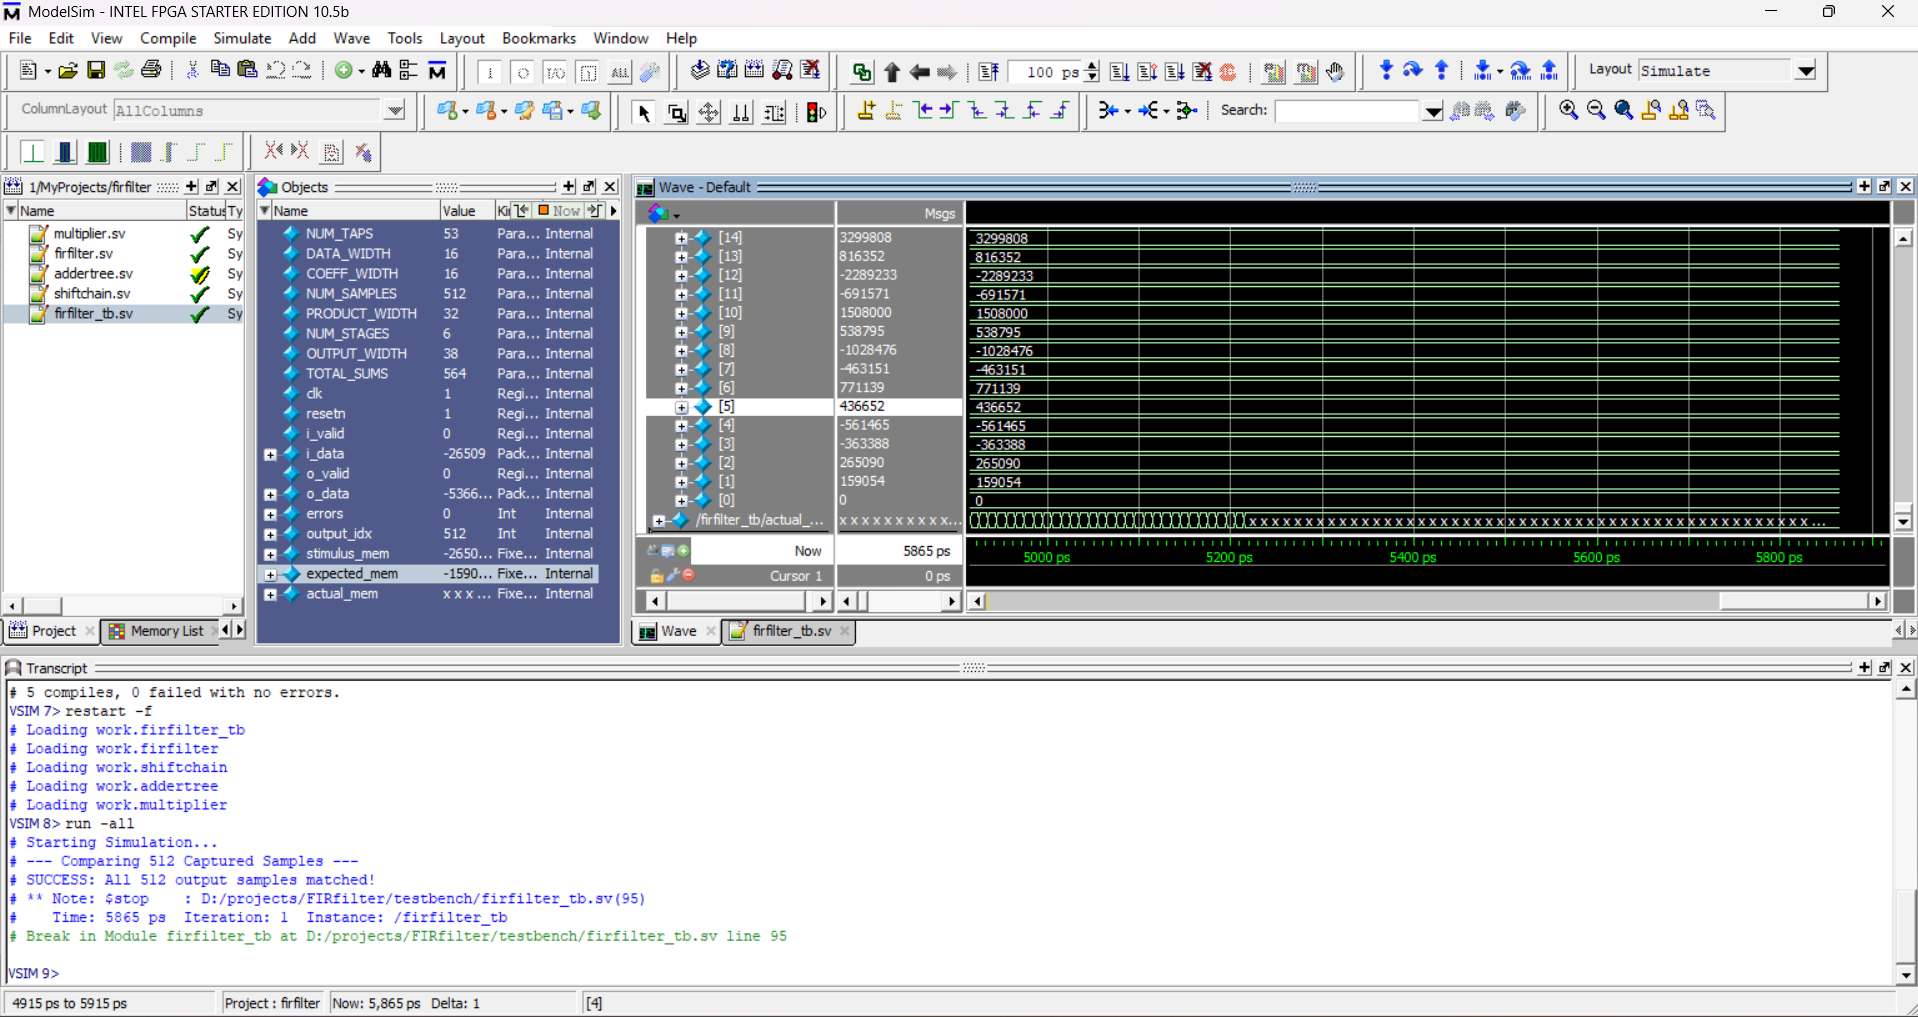 ModelSim - INTEL FPGA STARTER EDITION 10.5b
File Edit View Compile Simulate Add Wave Tools Layout Bookmarks Window Help
100 ps
Layout Simulate
ColumnLayout AllColumns
Search:
1/MyProjects/firfilter
Name Status Ty
multiplier.sv Sy
firfilter.sv Sy
addertree.sv Sy
shiftchain.sv Sy
firfilter_tb.sv Sy
Project
Memory List
Objects
Name Value Ki Now
NUM_TAPS 53 Para... Internal
DATA_WIDTH 16 Para... Internal
COEFF_WIDTH 16 Para... Internal
NUM_SAMPLES 512 Para... Internal
PRODUCT_WIDTH 32 Para... Internal
NUM_STAGES 6 Para... Internal
OUTPUT_WIDTH 38 Para... Internal
TOTAL_SUMS 564 Para... Internal
clk 1 Regi... Internal
resetn 1 Regi... Internal
i_valid 0 Regi... Internal
i_data -26509 Pack... Internal
o_valid 0 Regi... Internal
o_data -5366... Pack... Internal
errors 0 Int Internal
output_idx 512 Int Internal
stimulus_mem -2650... Fixe... Internal
expected_mem -1590... Fixe... Internal
actual_mem x x x ... Fixe... Internal
Wave - Default
Msgs
[14] 3299808 3299808
[13] 816352 816352
[12] -2289233 -2289233
[11] -691571 -691571
[10] 1508000 1508000
[9] 538795 538795
[8] -1028476 -1028476
[7] -463151 -463151
[6] 771139 771139
[5] 436652 436652
[4] -561465 -561465
[3] -363388 -363388
[2] 265090 265090
[1] 159054 159054
[0] 0 0
/firfilter_tb/actual_... x x x x x x x x x x...
Now 5865 ps
5000 ps 5200 ps 5400 ps 5600 ps 5800 ps
Cursor 1 0 ps
Wave
firfilter_tb.sv
Transcript
# 5 compiles, 0 failed with no errors.
VSIM 7> restart -f
# Loading work.firfilter_tb
# Loading work.firfilter
# Loading work.shiftchain
# Loading work.addertree
# Loading work.multiplier
VSIM 8> run -all
# Starting Simulation...
# --- Comparing 512 Captured Samples ---
# SUCCESS: All 512 output samples matched!
# ** Note: $stop : D:/projects/FIRfilter/testbench/firfilter_tb.sv(95)
# Time: 5865 ps Iteration: 1 Instance: /firfilter_tb
# Break in Module firfilter_tb at D:/projects/FIRfilter/testbench/firfilter_tb.sv line 95
VSIM 9>
4915 ps to 5915 ps Project : firfilter Now: 5,865 ps Delta: 1 [4]